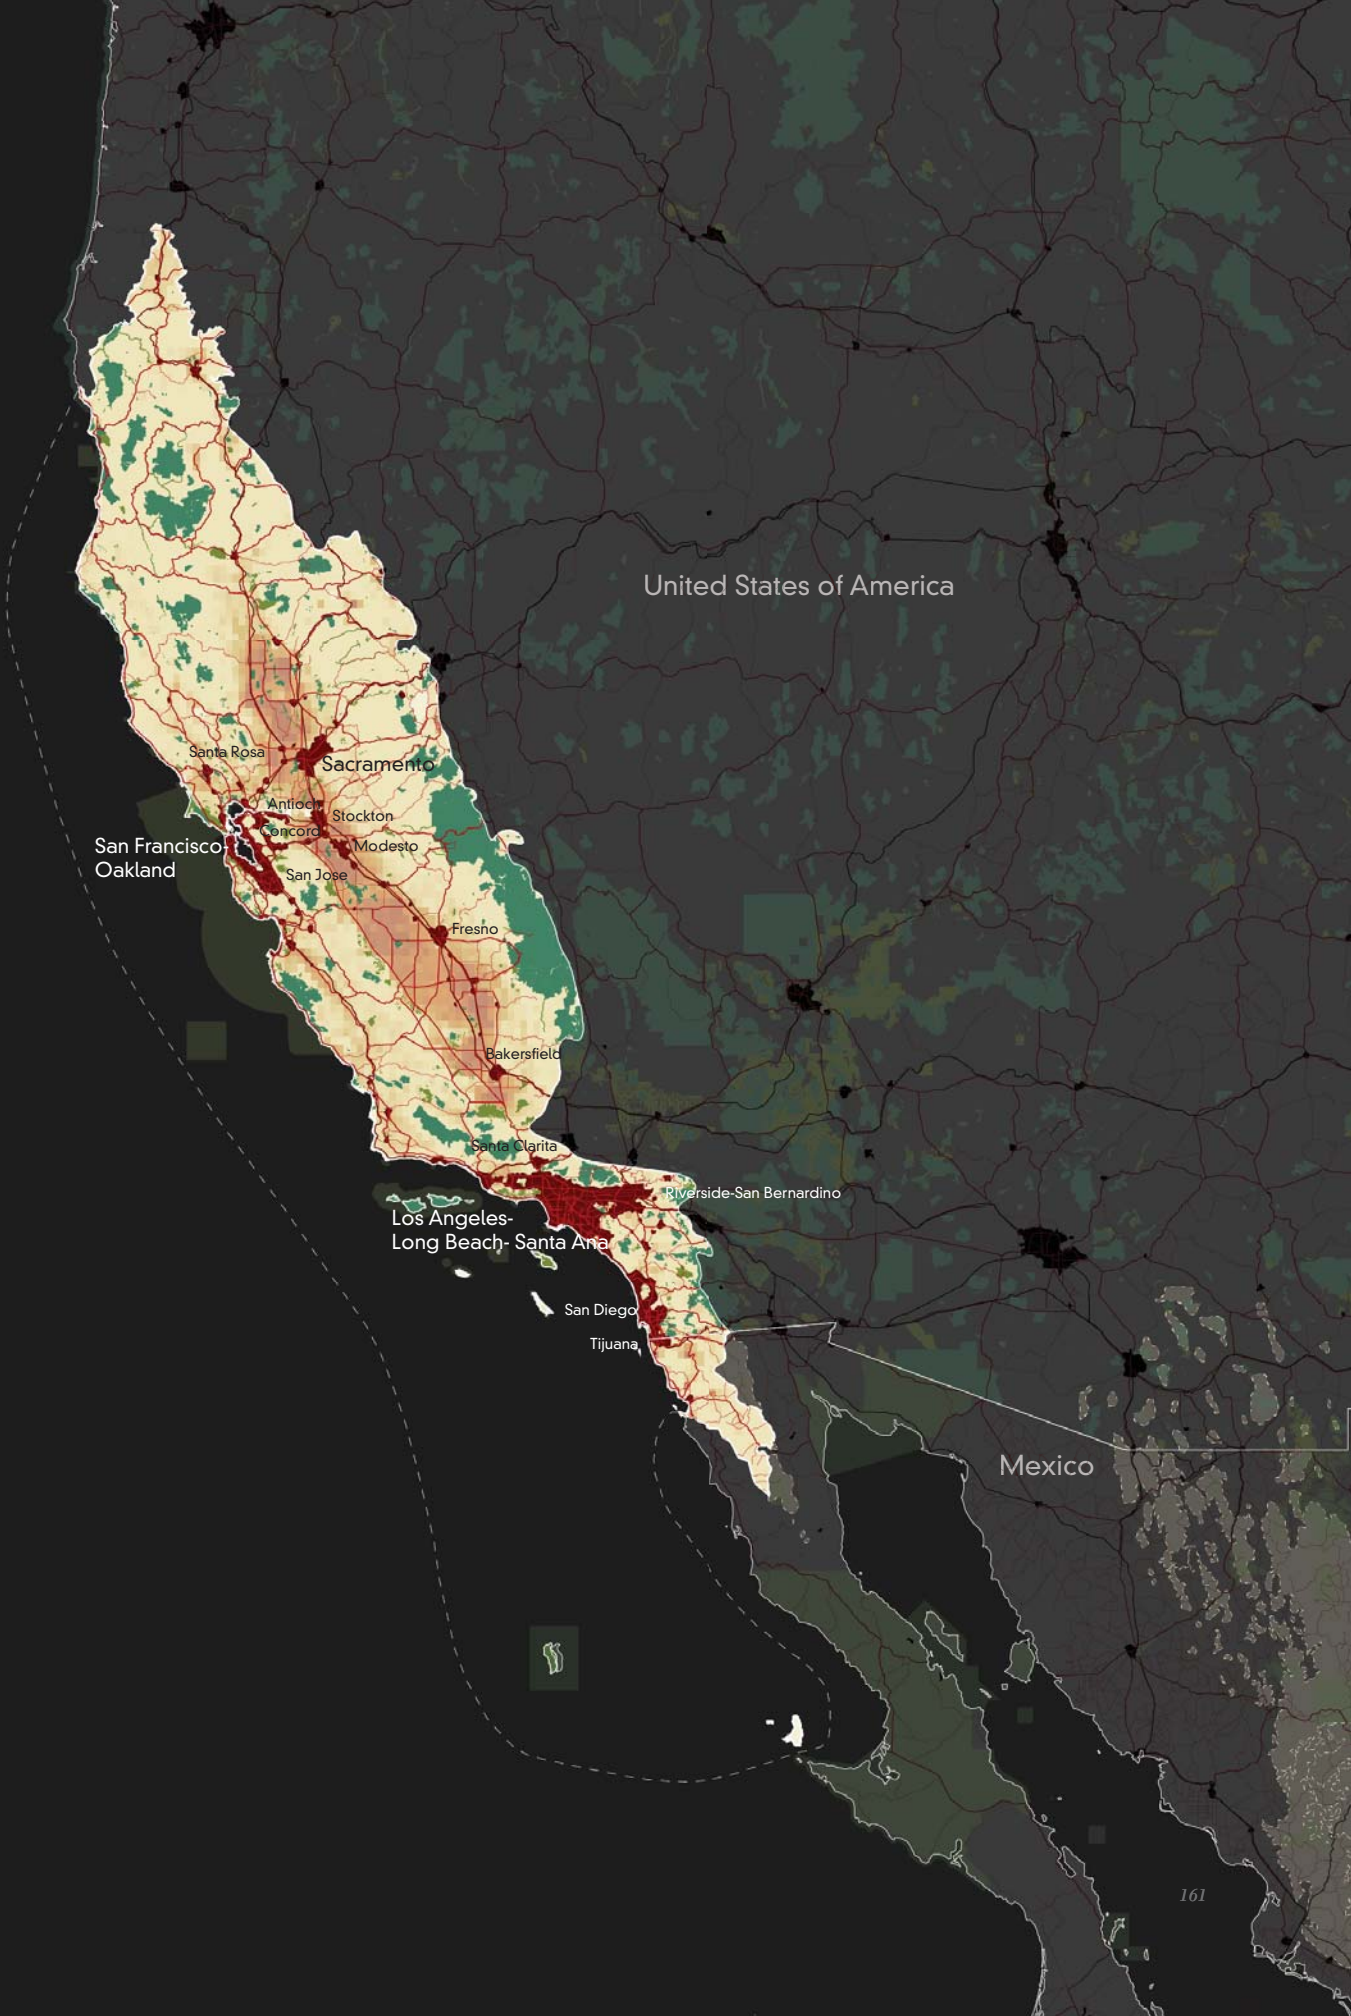 United States of America
Santa Rosa
Sacramento
Antioch
Stockton
Concord
San Francisco-
Oakland
Modesto
San Jose
Fresno
Bakersfield
Santa Clarita
Riverside-San Bernardino
Los Angeles-
Long Beach- Santa Ana
San Diego
Tijuana
Mexico
161